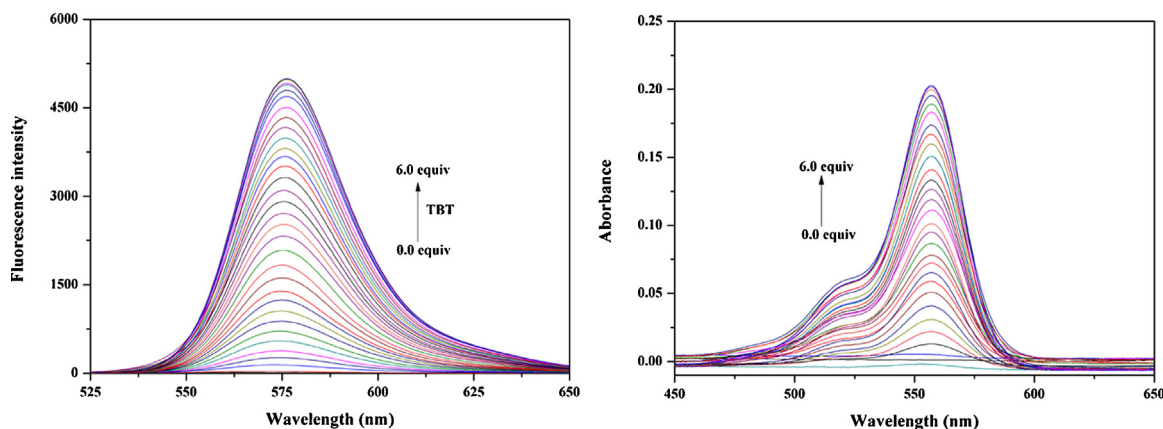 6000
4500
3000
1500
0
Fluorescence intensity
6.0 equiv
TBT
0.0 equiv
525
550
575
600
625
650
Wavelength (nm)
0.25
0.20
0.15
0.10
0.05
0.00
Aborbance
6.0 equiv
0.0 equiv
450
500
550
600
650
Wavelength (nm)